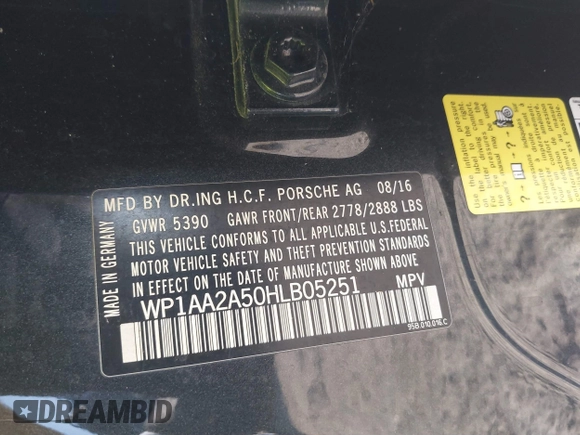 MFD BY DR.ING H.C.F. PORSCHE AG 08/16
GVWR 5390 GAWR FRONT/REAR 2778/2888 LBS
THIS VEHICLE CONFORMS TO ALL APPLICABLE U.S.FEDERAL
MOTOR VEHICLE SAFETY AND THEFT PREVENTION STANDARDS
IN EFFECT ON THE DATE OF MANUFACTURE SHOWN ABOVE.
WP1AA2A50HLB05251 MPV
MADE IN GERMANY
95B.010.016.C
inflation pressure
DREAMBID